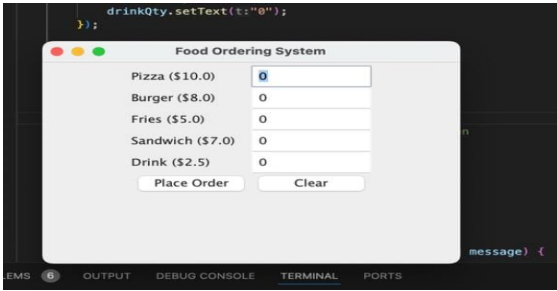 drinkQty.setText(t:"0");
});
Food Ordering System
Pizza ($10.0) 0
Burger ($8.0) 0
Fries ($5.0) 0
Sandwich ($7.0) 0
Drink ($2.5) 0
Place Order Clear
message) {
6 OUTPUT DEBUG CONSOLE TERMINAL PORTS